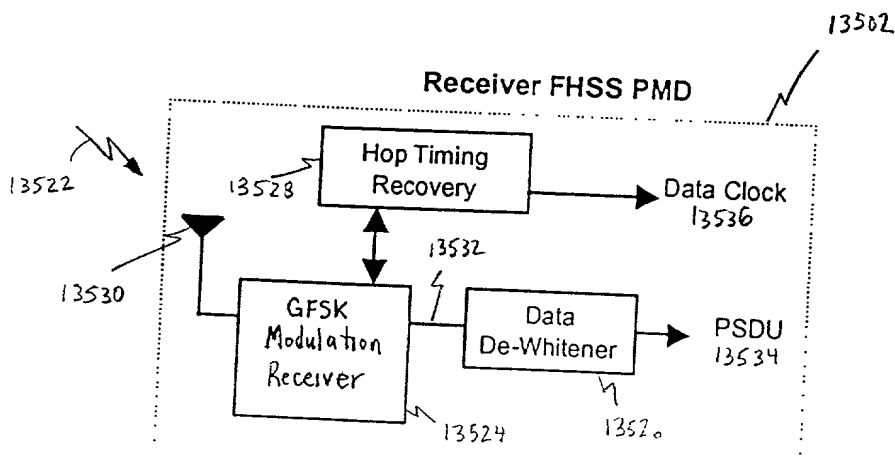 13502
Receiver FHSS PMD
Hop Timing
Recovery
13528
Data Clock
13536
13522
13532
13530
GFSK
Modulation
Receiver
Data
De-Whitener
PSDU
13534
13524
13520